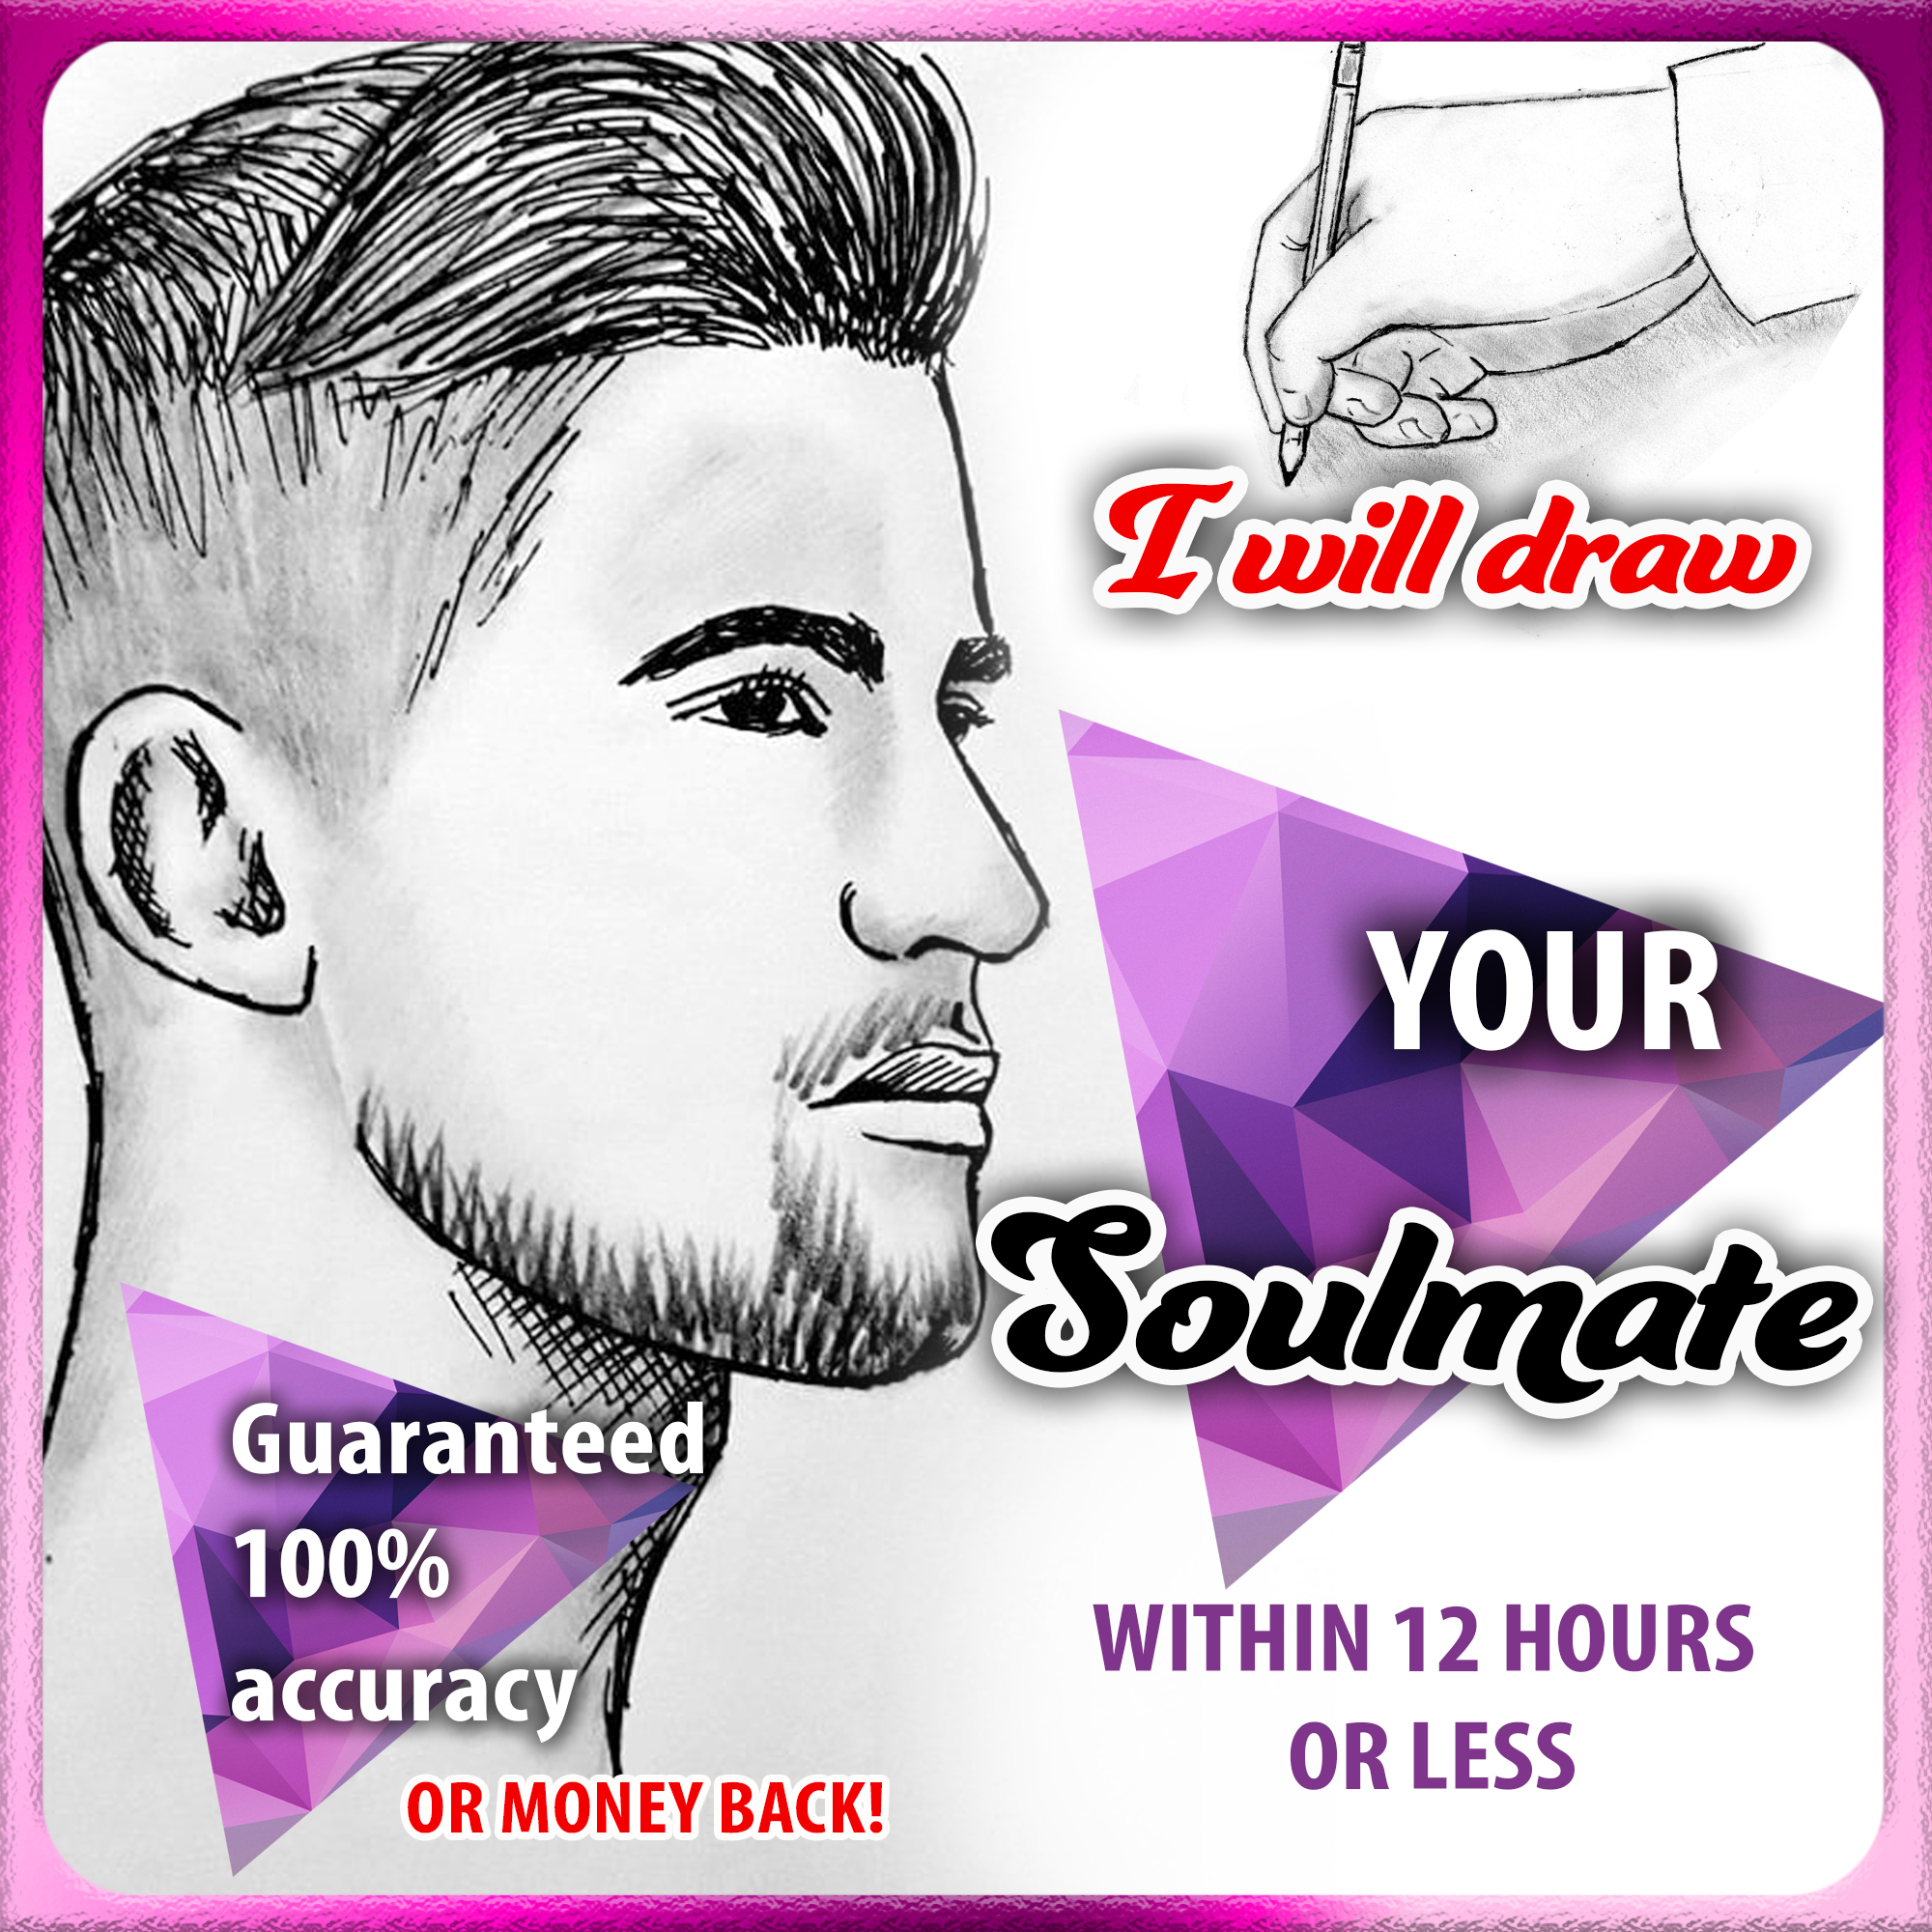 I will draw
YOUR
Soulmate
Guaranteed
100%
accuracy
OR MONEY BACK!
WITHIN 12 HOURS
OR LESS